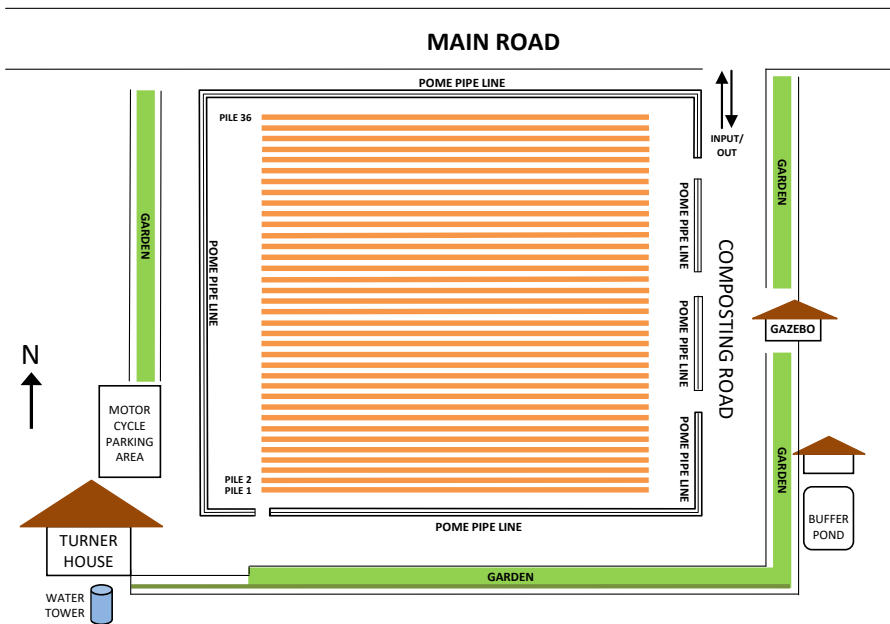 MAIN ROAD
POME PIPE LINE
INPUT/
OUT
PILE 36
GARDEN
GARDEN
POME PIPE LINE
POME PIPE LINE
COMPOSTING ROAD
GAZEBO
POME PIPE LINE
N
MOTOR
CYCLE
PARKING
AREA
POME PIPE LINE
GARDEN
PILE 2
PILE 1
BUFFER
POND
POME PIPE LINE
TURNER
HOUSE
GARDEN
WATER
TOWER